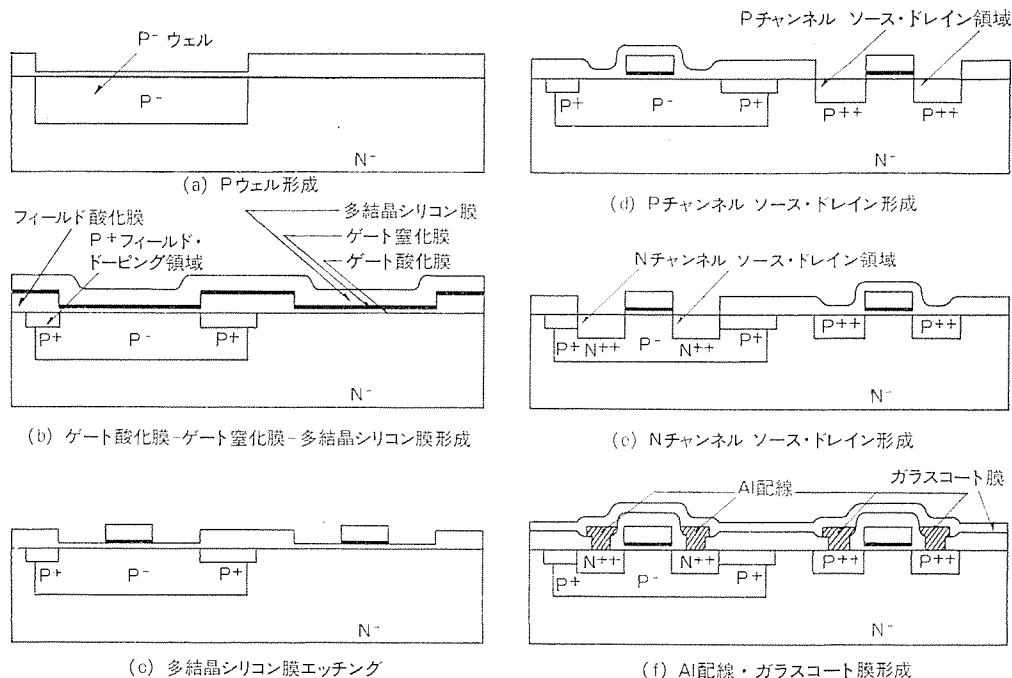 P⁻ ウェル
P⁻
N⁻
(a) Pウェル形成
フィールド酸化膜
P+フィールド・
ドーピング領域
多結晶シリコン膜
ゲート窒化膜
ゲート酸化膜
P+
P⁻
P+
N⁻
(b) ゲート酸化膜-ゲート窒化膜-多結晶シリコン膜形成
P+
P⁻
P+
N⁻
(c) 多結晶シリコン膜エッチング
Pチャンネル ソース・ドレイン領域
P+
P⁻
P+
P++
P++
N⁻
(d) Pチャンネル ソース・ドレイン形成
Nチャンネル ソース・ドレイン領域
P+
N++
P⁻
N++
P+
P++
P++
N⁻
(e) Nチャンネル ソース・ドレイン形成
Al配線
ガラスコート膜
P+
N++
P⁻
N++
P+
P++
P++
N⁻
(f) Al配線・ガラスコート膜形成